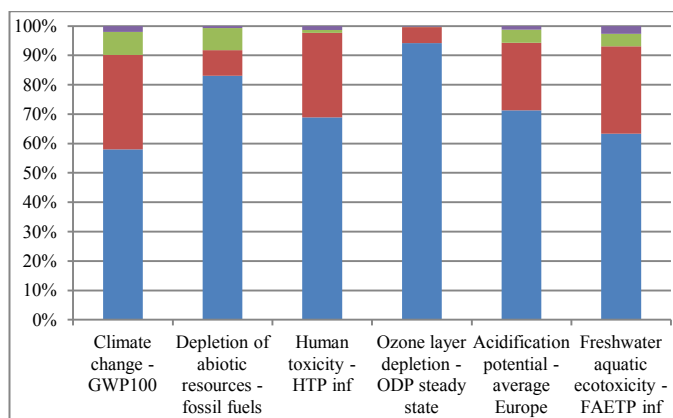 100%
90%
80%
70%
60%
50%
40%
30%
20%
10%
0%
Climate change - GWP100
Depletion of abiotic resources - fossil fuels
Human toxicity - HTP inf
Ozone layer depletion - ODP steady state
Acidification potential - average Europe
Freshwater aquatic ecotoxicity - FAETP inf